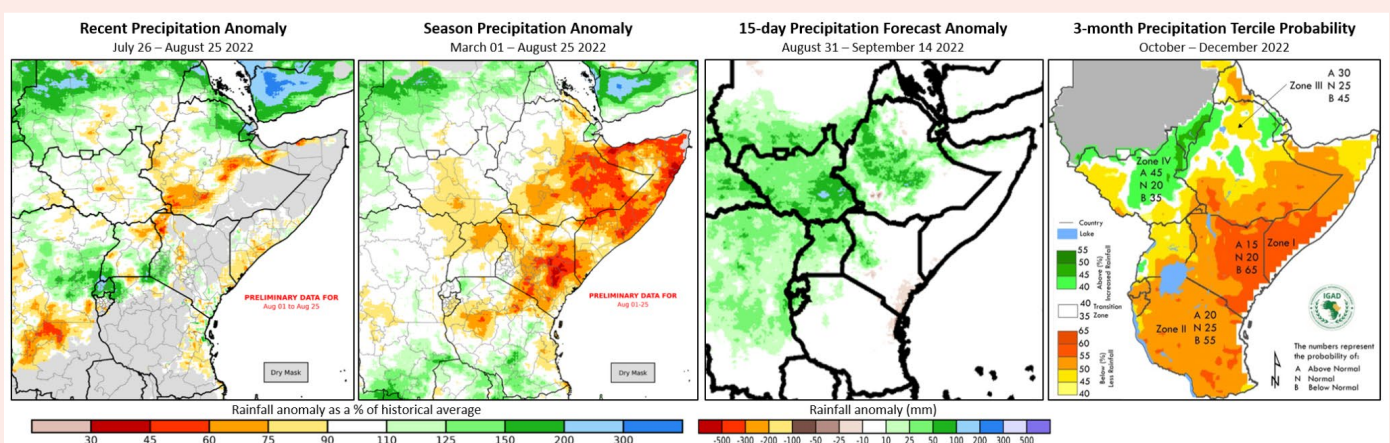 Recent Precipitation Anomaly
July 26 – August 25 2022
PRELIMINARY DATA FOR
Aug 01 to Aug 25
Dry Mask
Season Precipitation Anomaly
March 01 – August 25 2022
PRELIMINARY DATA FOR
Aug 01-25
Dry Mask
Rainfall anomaly as a % of historical average
30 45 60 75 90 110 125 150 200 300
15-day Precipitation Forecast Anomaly
August 31 – September 14 2022
Rainfall anomaly (mm)
-500 -300 -200 -100 -50 -25 -10 10 25 50 100 200 300 500
3-month Precipitation Tercile Probability
October – December 2022
Zone III
A 30
N 25
B 45
Zone IV
A 45
N 20
B 35
A 15
N 20
B 65
Zone I
Zone II
A 20
N 25
B 55
Country
Lake
55
50
45
40
Above (%)
Increased Rainfall
40
35
Transition
Zone
65
60
55
50
45
40
Below (%)
Less Rainfall
IGAD
N
The numbers represent
the probability of:
A Above Normal
N Normal
B Below Normal